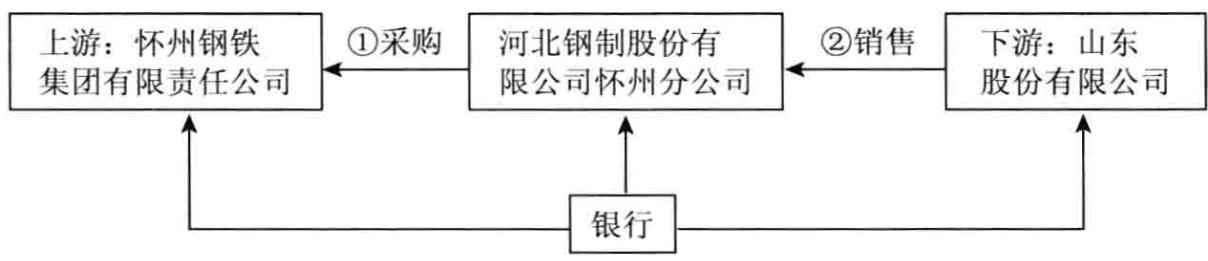 上游：怀州钢铁
集团有限责任公司
①采购
河北钢制股份有
限公司怀州分公司
②销售
下游：山东
股份有限公司
银行